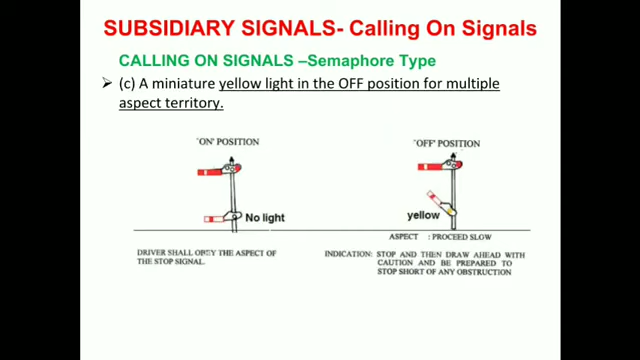 SUBSIDIARY SIGNALS- Calling On Signals
CALLING ON SIGNALS –Semaphore Type
➢ (c) A miniature yellow light in the OFF position for multiple
aspect territory.
'ON' POSITION
'OFF' POSITION
No light
yellow
ASPECT : PROCEED SLOW
DRIVER SHALL OBEY THE ASPECT OF
THE STOP SIGNAL.
INDICATION: STOP AND THEN DRAW AHEAD WITH
CAUTION AND BE PREPARED TO
STOP SHORT OF ANY OBSTRUCTION